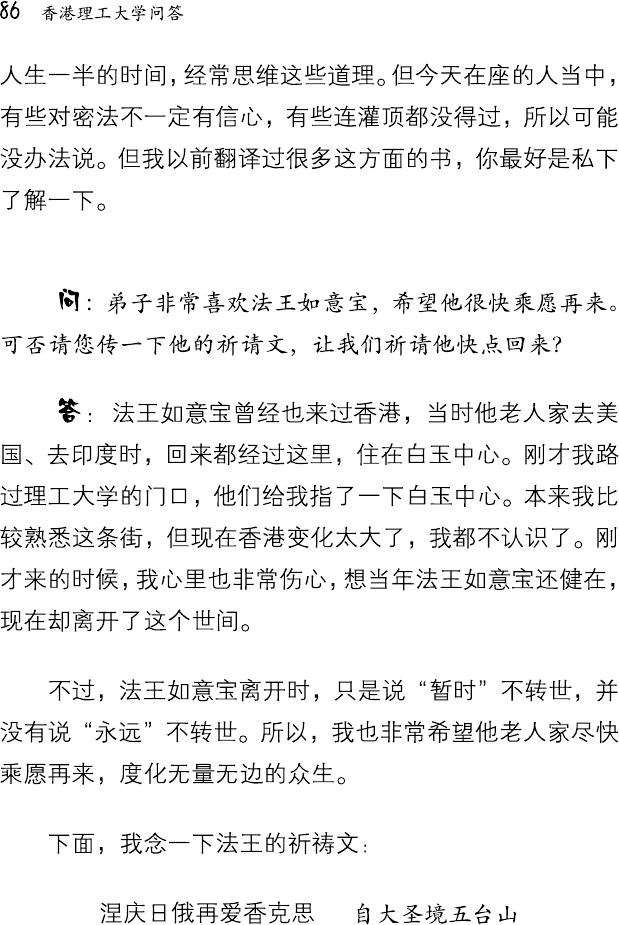 86 香港理工大学问答
人生一半的时间，经常思维这些道理。但今天在座的人当中，
有些对密法不一定有信心，有些连灌顶都没得过，所以可能
没办法说。但我以前翻译过很多这方面的书，你最好是私下
了解一下。
问：弟子非常喜欢法王如意宝，希望他很快乘愿再来。
可否请您传一下他的祈请文，让我们祈请他快点回来？
答：法王如意宝曾经也来过香港，当时他老人家去美
国、去印度时，回来都经过这里，住在白玉中心。刚才我路
过理工大学的门口，他们给我指了一下白玉中心。本来我比
较熟悉这条街，但现在香港变化太大了，我都不认识了。刚
才来的时候，我心里也非常伤心，想当年法王如意宝还健在，
现在却离开了这个世间。
不过，法王如意宝离开时，只是说“暂时”不转世，并
没有说“永远”不转世。所以，我也非常希望他老人家尽快
乘愿再来，度化无量无边的众生。
下面，我念一下法王的祈祷文：
涅庆日俄再爱香克思 自大圣境五台山